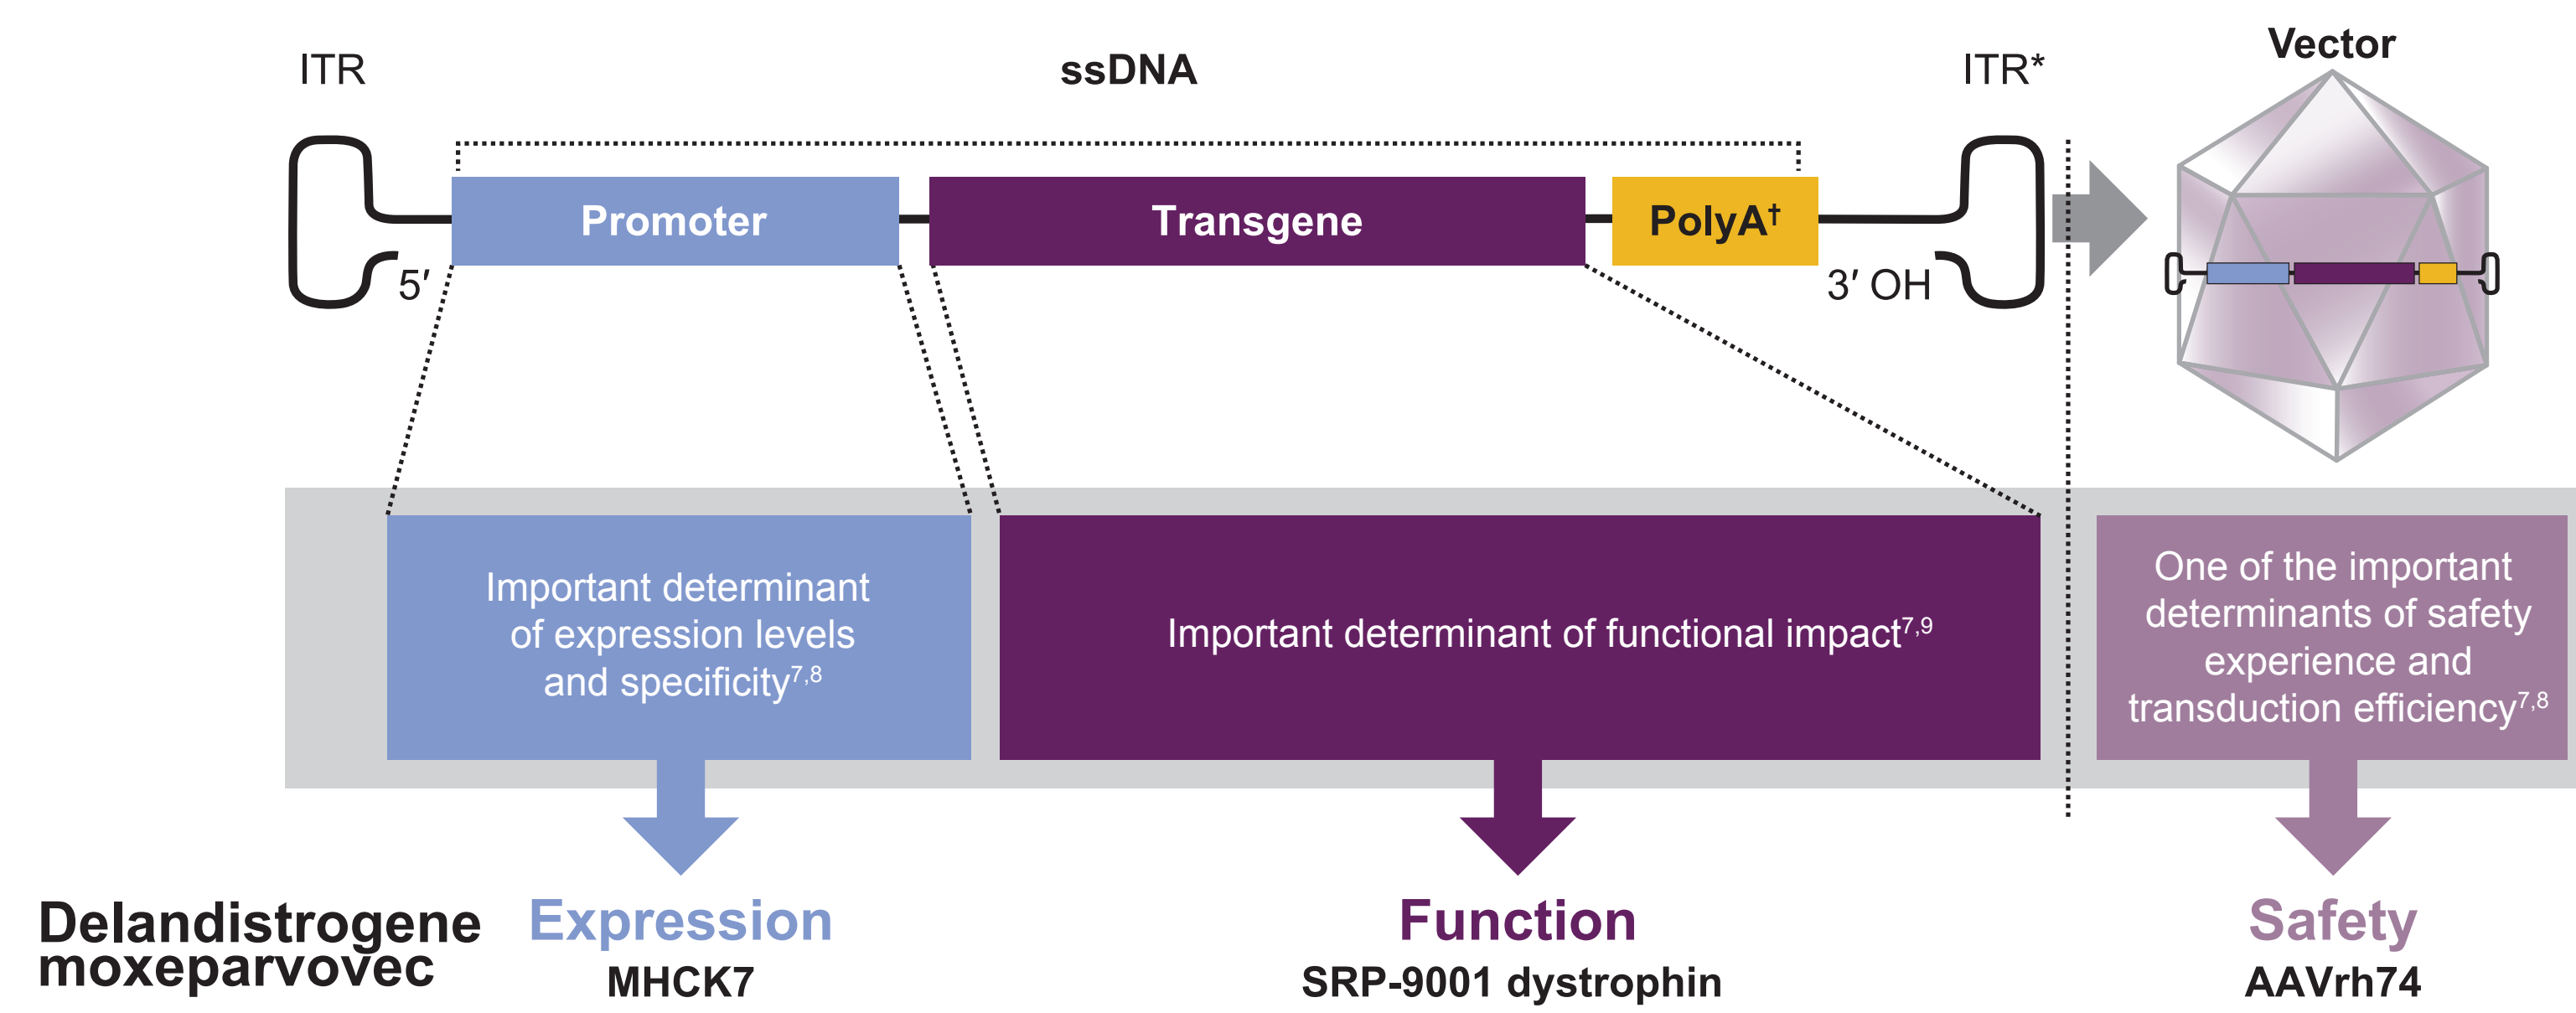 ITR
ssDNA
ITR*
Vector
Promoter
Transgene
PolyA†
5′
3′ OH
Important determinant
of expression levels
and specificity7,8
Important determinant of functional impact7,9
One of the important
determinants of safety
experience and
transduction efficiency7,8
Delandistrogene
moxeparvovec
Expression
MHCK7
Function
SRP-9001 dystrophin
Safety
AAVrh74